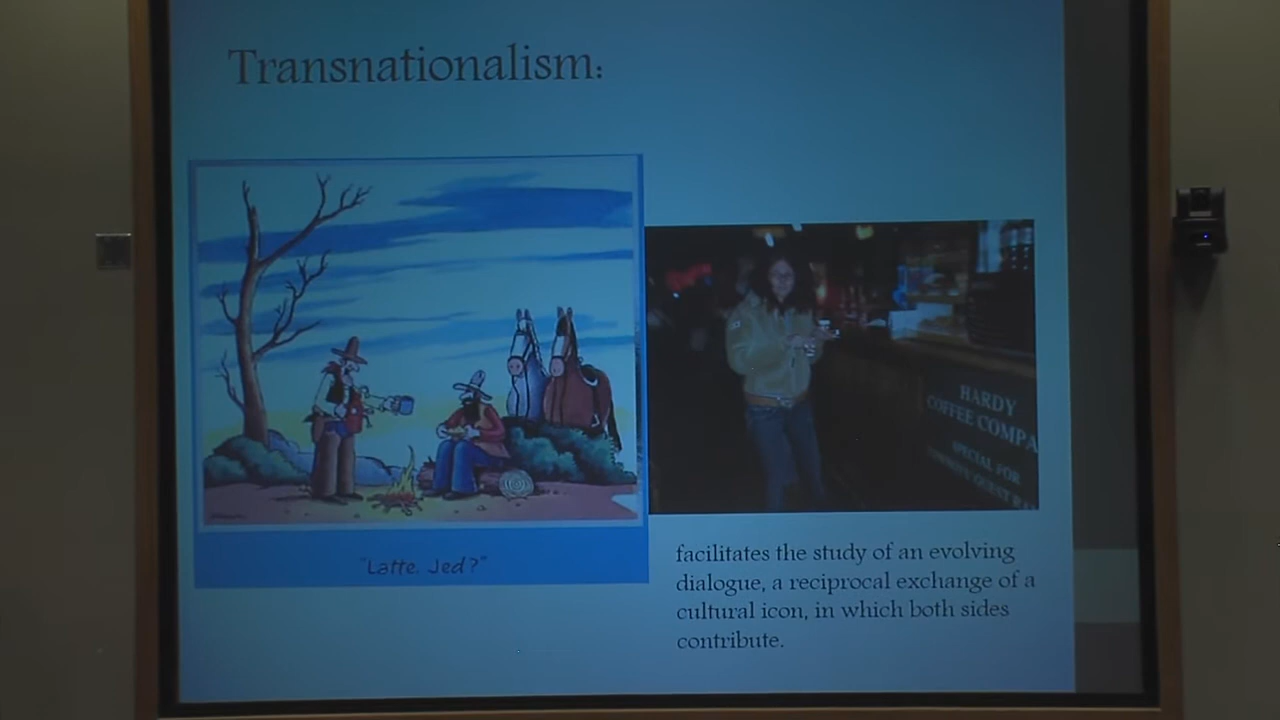 Transnationalism:
"Latte, Jed?"
HARDY
COFFEE COMPA
SPECIAL FOR
facilitates the study of an evolving
dialogue, a reciprocal exchange of a
cultural icon, in which both sides
contribute.